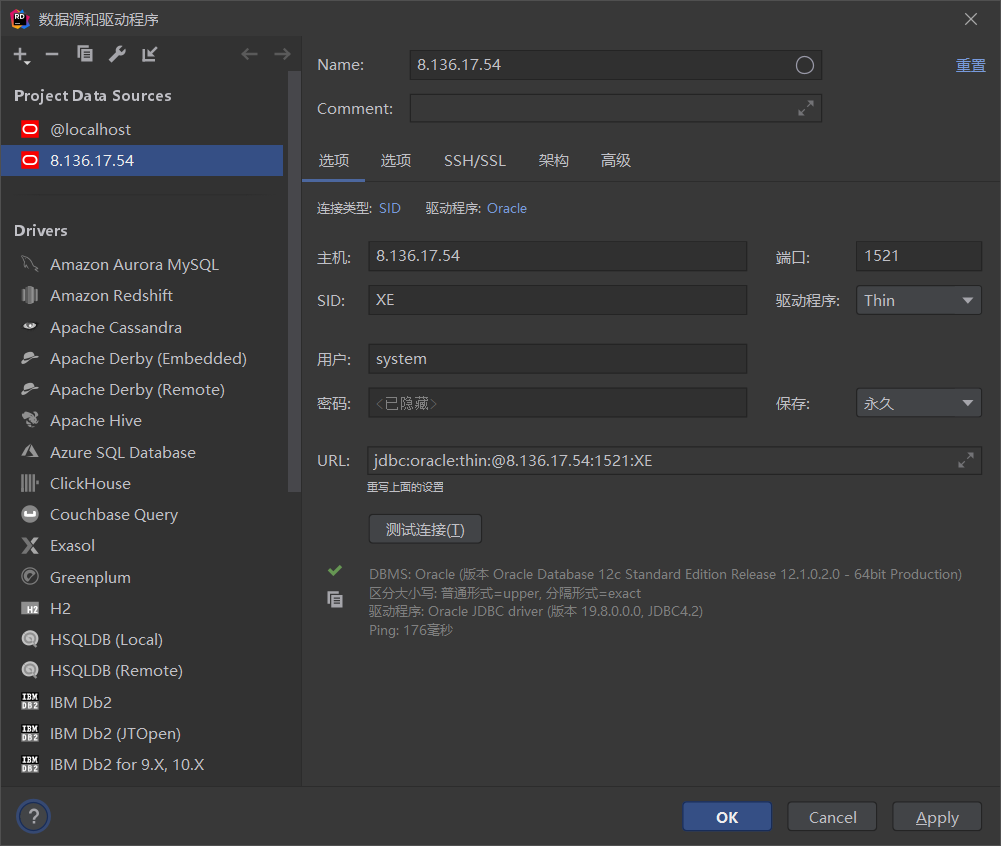 RD 数据源和驱动程序
Project Data Sources
@localhost
8.136.17.54
Drivers
Amazon Aurora MySQL
Amazon Redshift
Apache Cassandra
Apache Derby (Embedded)
Apache Derby (Remote)
Apache Hive
Azure SQL Database
ClickHouse
Couchbase Query
Exasol
Greenplum
H2 H2
HSQLDB (Local)
HSQLDB (Remote)
IBM DB2 IBM Db2
IBM DB2 IBM Db2 (JTOpen)
IBM DB2 IBM Db2 for 9.X, 10.X
Name: 8.136.17.54 重置
Comment:
选项 选项 SSH/SSL 架构 高级
连接类型: SID 驱动程序: Oracle
主机: 8.136.17.54 端口: 1521
SID: XE 驱动程序: Thin
用户: system
密码: <已隐藏> 保存: 永久
URL: jdbc:oracle:thin:@8.136.17.54:1521:XE
重写上面的设置
测试连接(T)
DBMS: Oracle (版本 Oracle Database 12c Standard Edition Release 12.1.0.2.0 - 64bit Production)
区分大小写: 普通形式=upper, 分隔形式=exact
驱动程序: Oracle JDBC driver (版本 19.8.0.0.0, JDBC4.2)
Ping: 176毫秒
? OK Cancel Apply